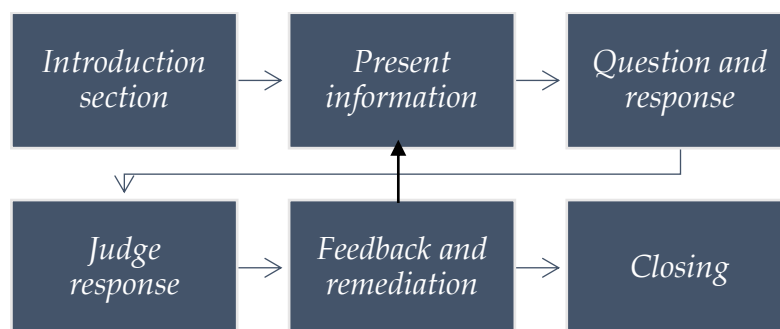 Introduction
section
Present
information
Question and
response
Judge
response
Feedback and
remediation
Closing